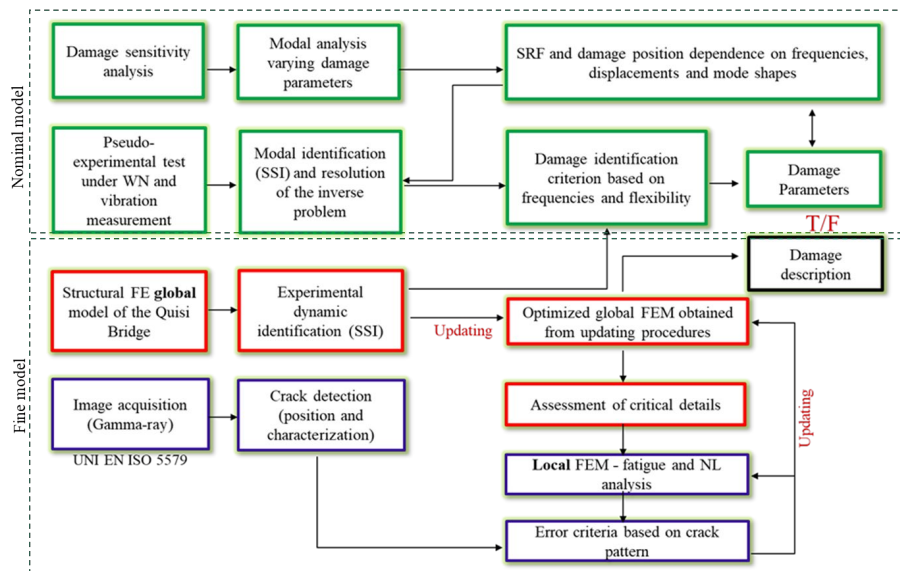 Nominal model
Damage sensitivity
analysis
Modal analysis
varying damage
parameters
SRF and damage position dependence on frequencies,
displacements and mode shapes
Pseudo-
experimental test
under WN and
vibration
measurement
Modal identification
(SSI) and resolution
of the inverse
problem
Damage identification
criterion based on
frequencies and flexibility
Damage
Parameters
T/F
Fine model
Structural FE global
model of the Quisi
Bridge
Experimental
dynamic
identification (SSI)
Updating
Optimized global FEM obtained
from updating procedures
Damage
description
Image acquisition
(Gamma-ray)
UNI EN ISO 5579
Crack detection
(position and
characterization)
Assessment of critical details
Local FEM - fatigue and NL
analysis
Error criteria based on crack
pattern
Updating